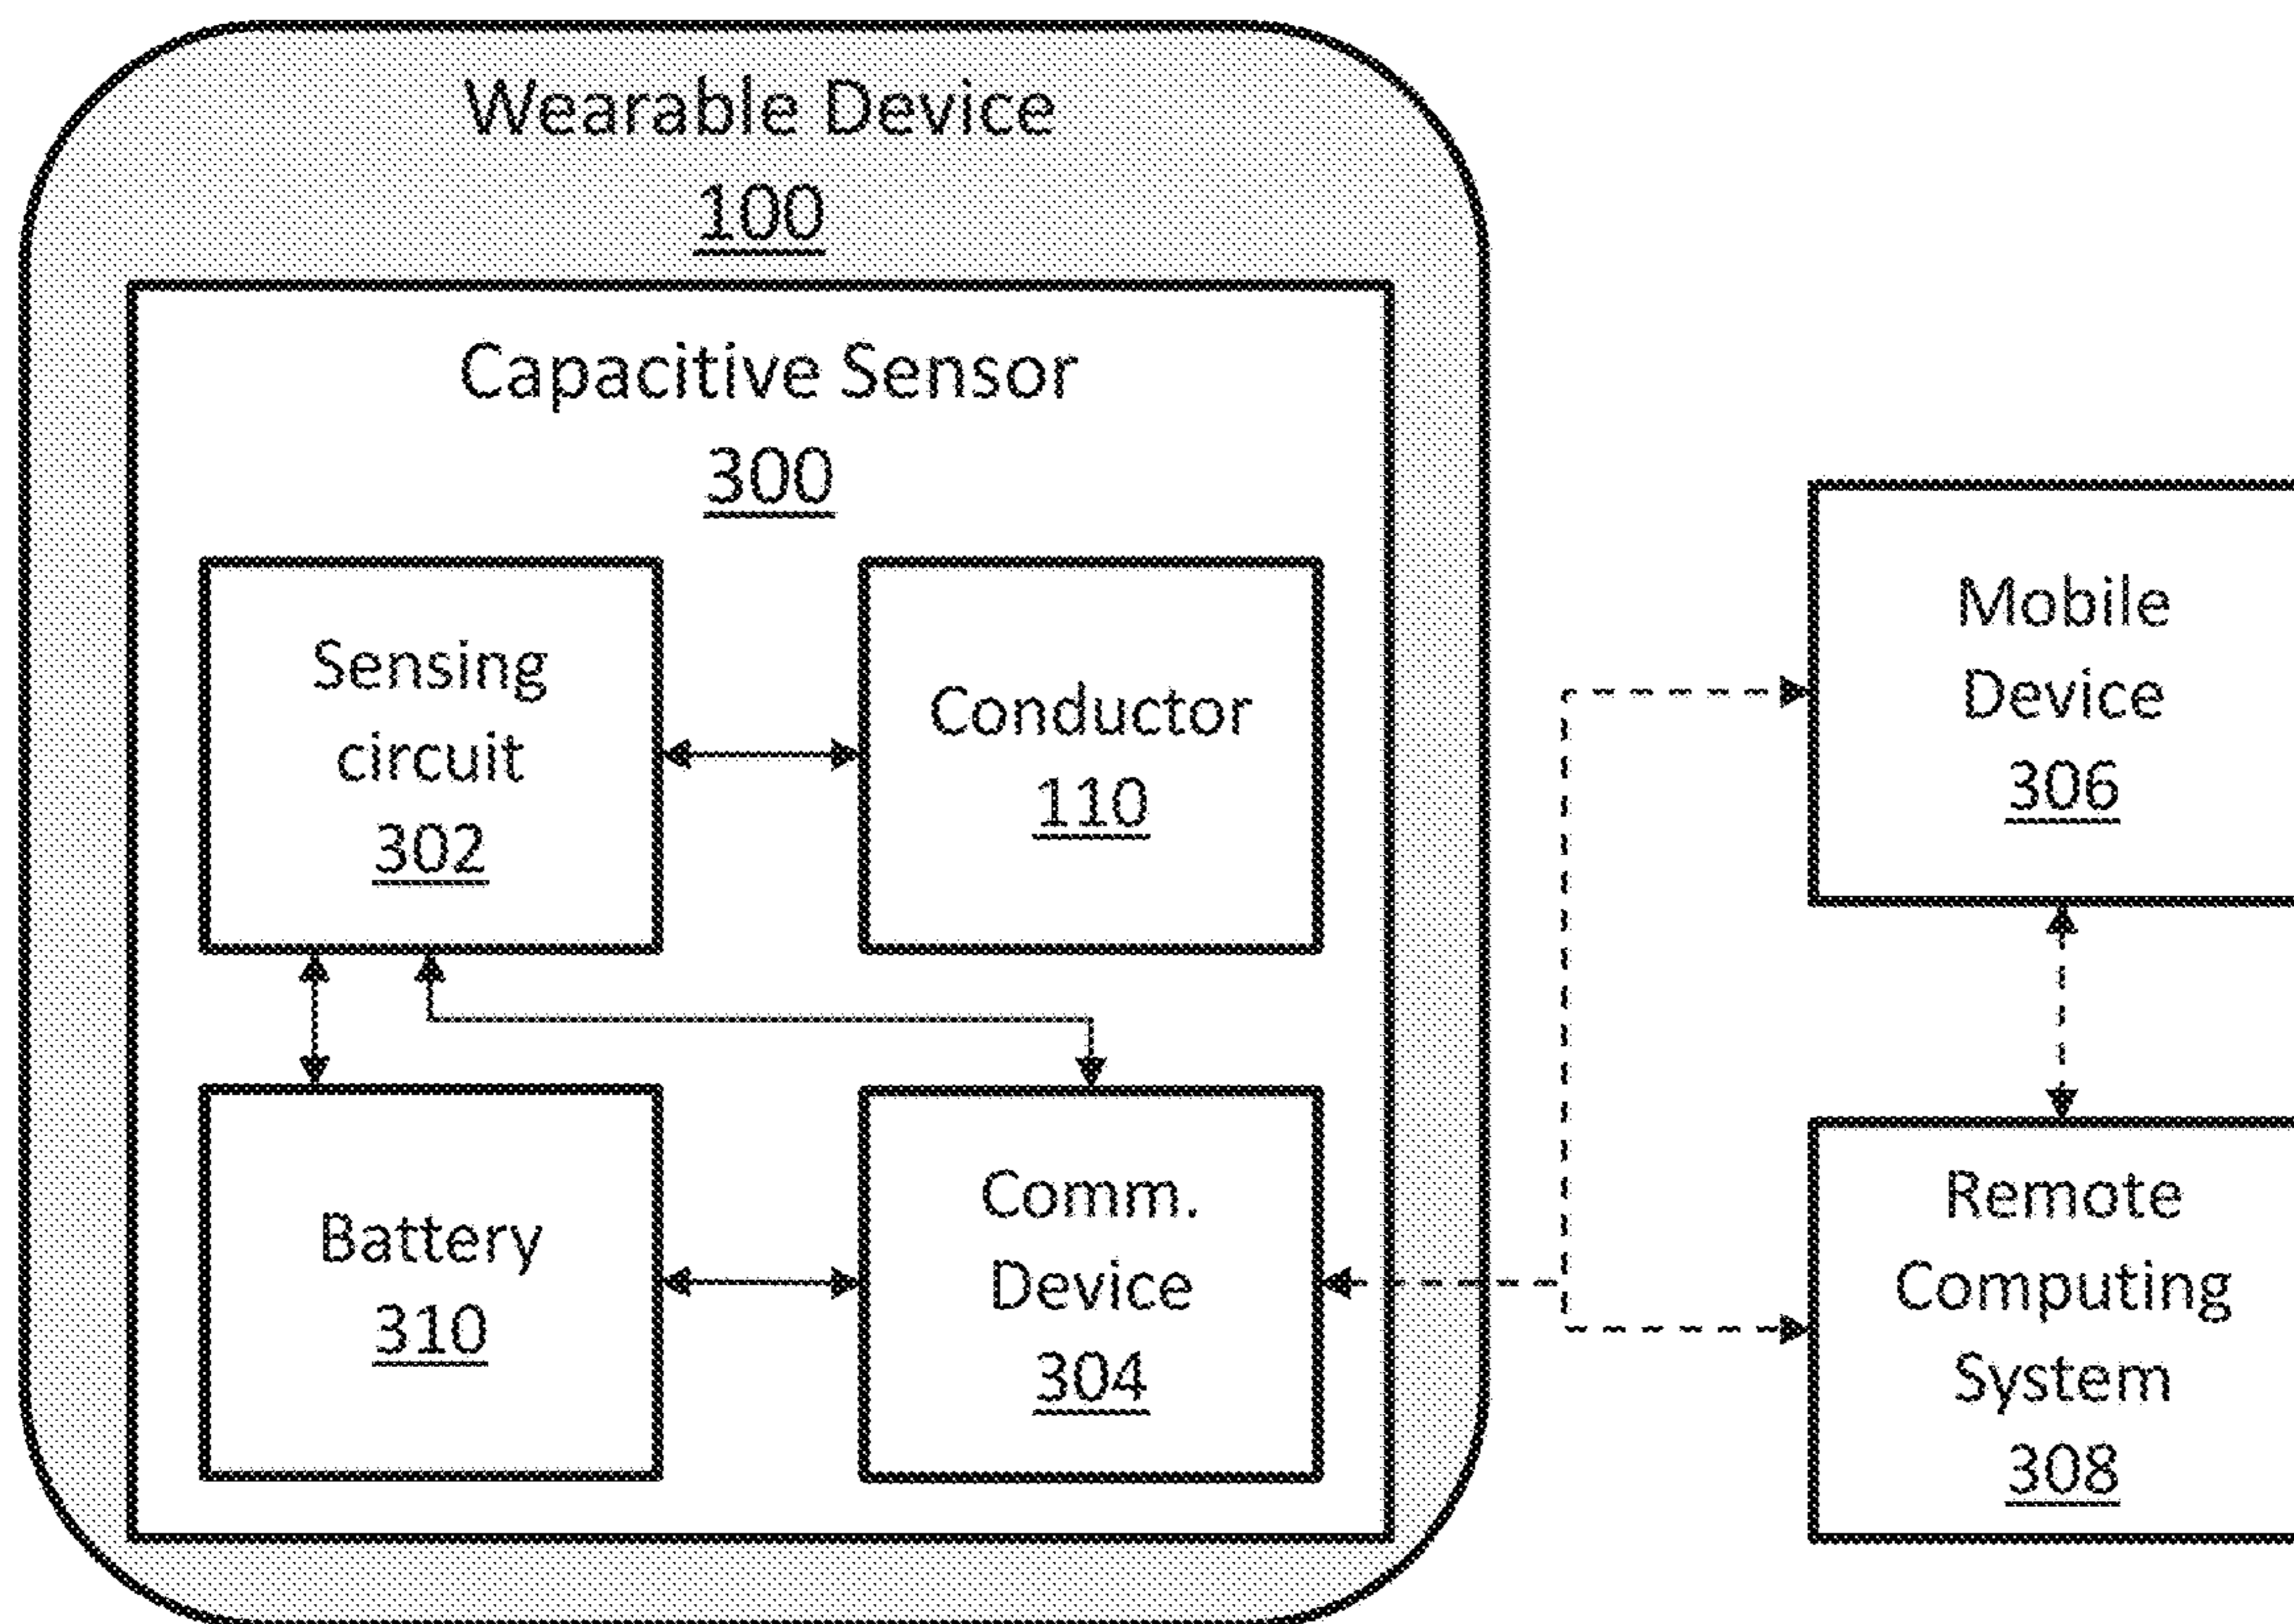 Wearable Device
100
Capacitive Sensor
300
Sensing
circuit
302
Conductor
110
Mobile
Device
306
Battery
310
Comm.
Device
304
Remote
Computing
System
308